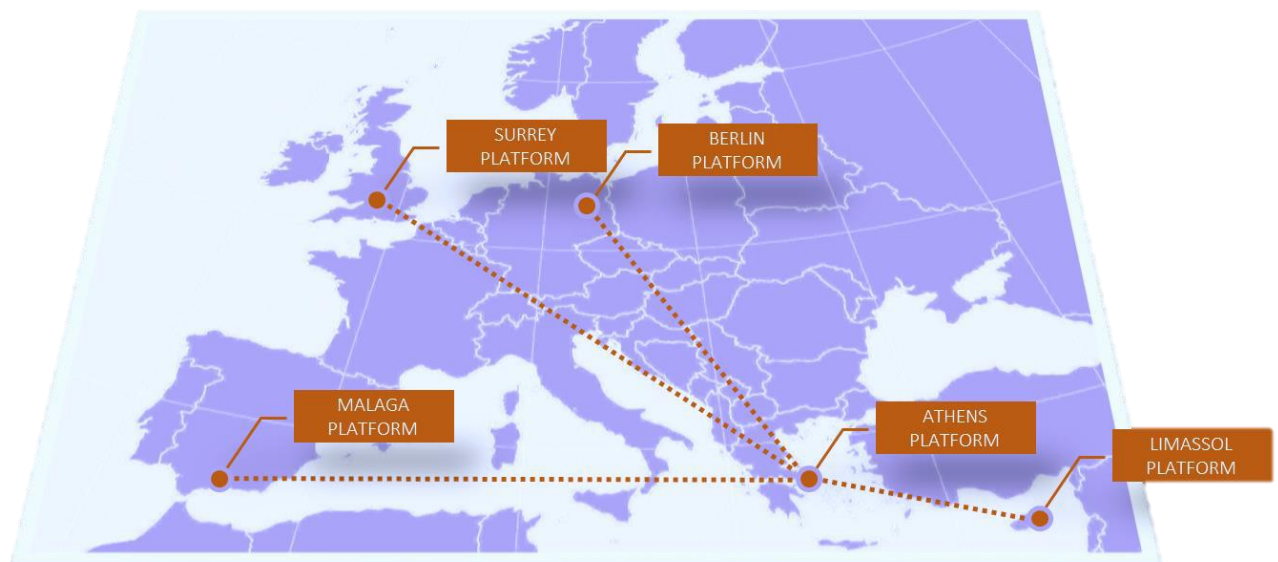 SURREY
PLATFORM
BERLIN
PLATFORM
MALAGA
PLATFORM
ATHENS
PLATFORM
LIMASSOL
PLATFORM